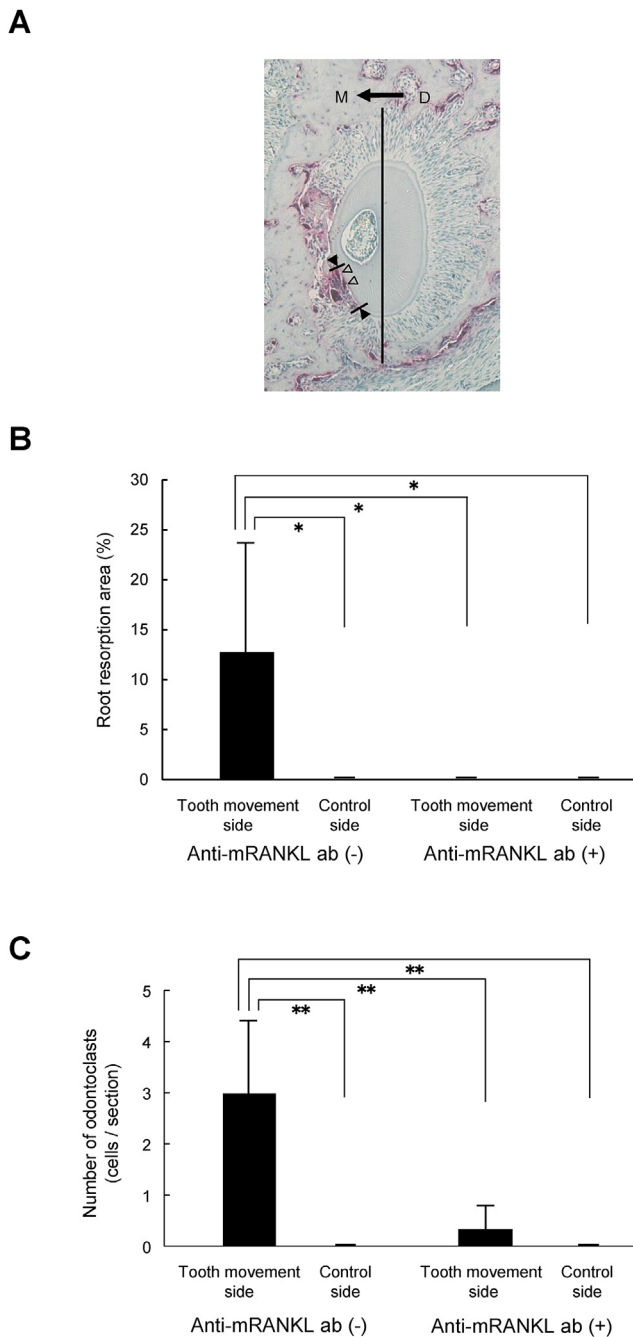 A
M D
B
30
25
20
15
10
5
0
Root resorption area (%)
*
*
*
Tooth movement side
Control side
Tooth movement side
Control side
Anti-mRANKL ab (-)
Anti-mRANKL ab (+)
C
5
4
3
2
1
0
Number of odontoclasts
(cells / section)
**
**
**
Tooth movement side
Control side
Tooth movement side
Control side
Anti-mRANKL ab (-)
Anti-mRANKL ab (+)